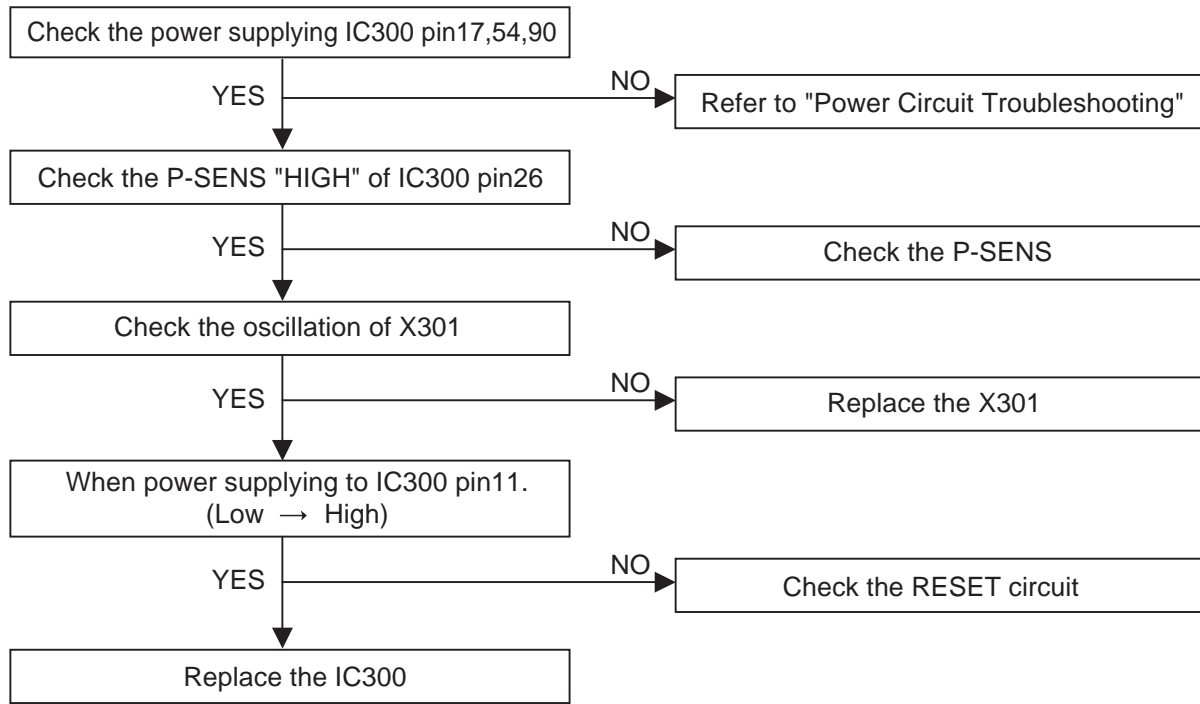 Check the power supplying IC300 pin17,54,90
YES
NO
Refer to "Power Circuit Troubleshooting"
Check the P-SENS "HIGH" of IC300 pin26
YES
NO
Check the P-SENS
Check the oscillation of X301
YES
NO
Replace the X301
When power supplying to IC300 pin11.
(Low → High)
YES
NO
Check the RESET circuit
Replace the IC300